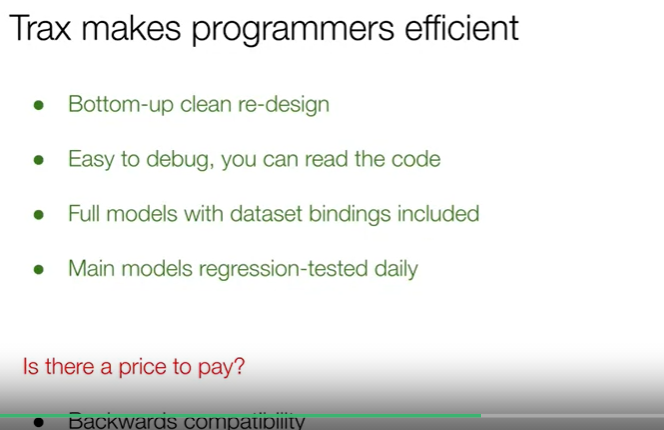 Trax makes programmers efficient
● Bottom-up clean re-design
● Easy to debug, you can read the code
● Full models with dataset bindings included
● Main models regression-tested daily
Is there a price to pay?
● Backwards compatibility